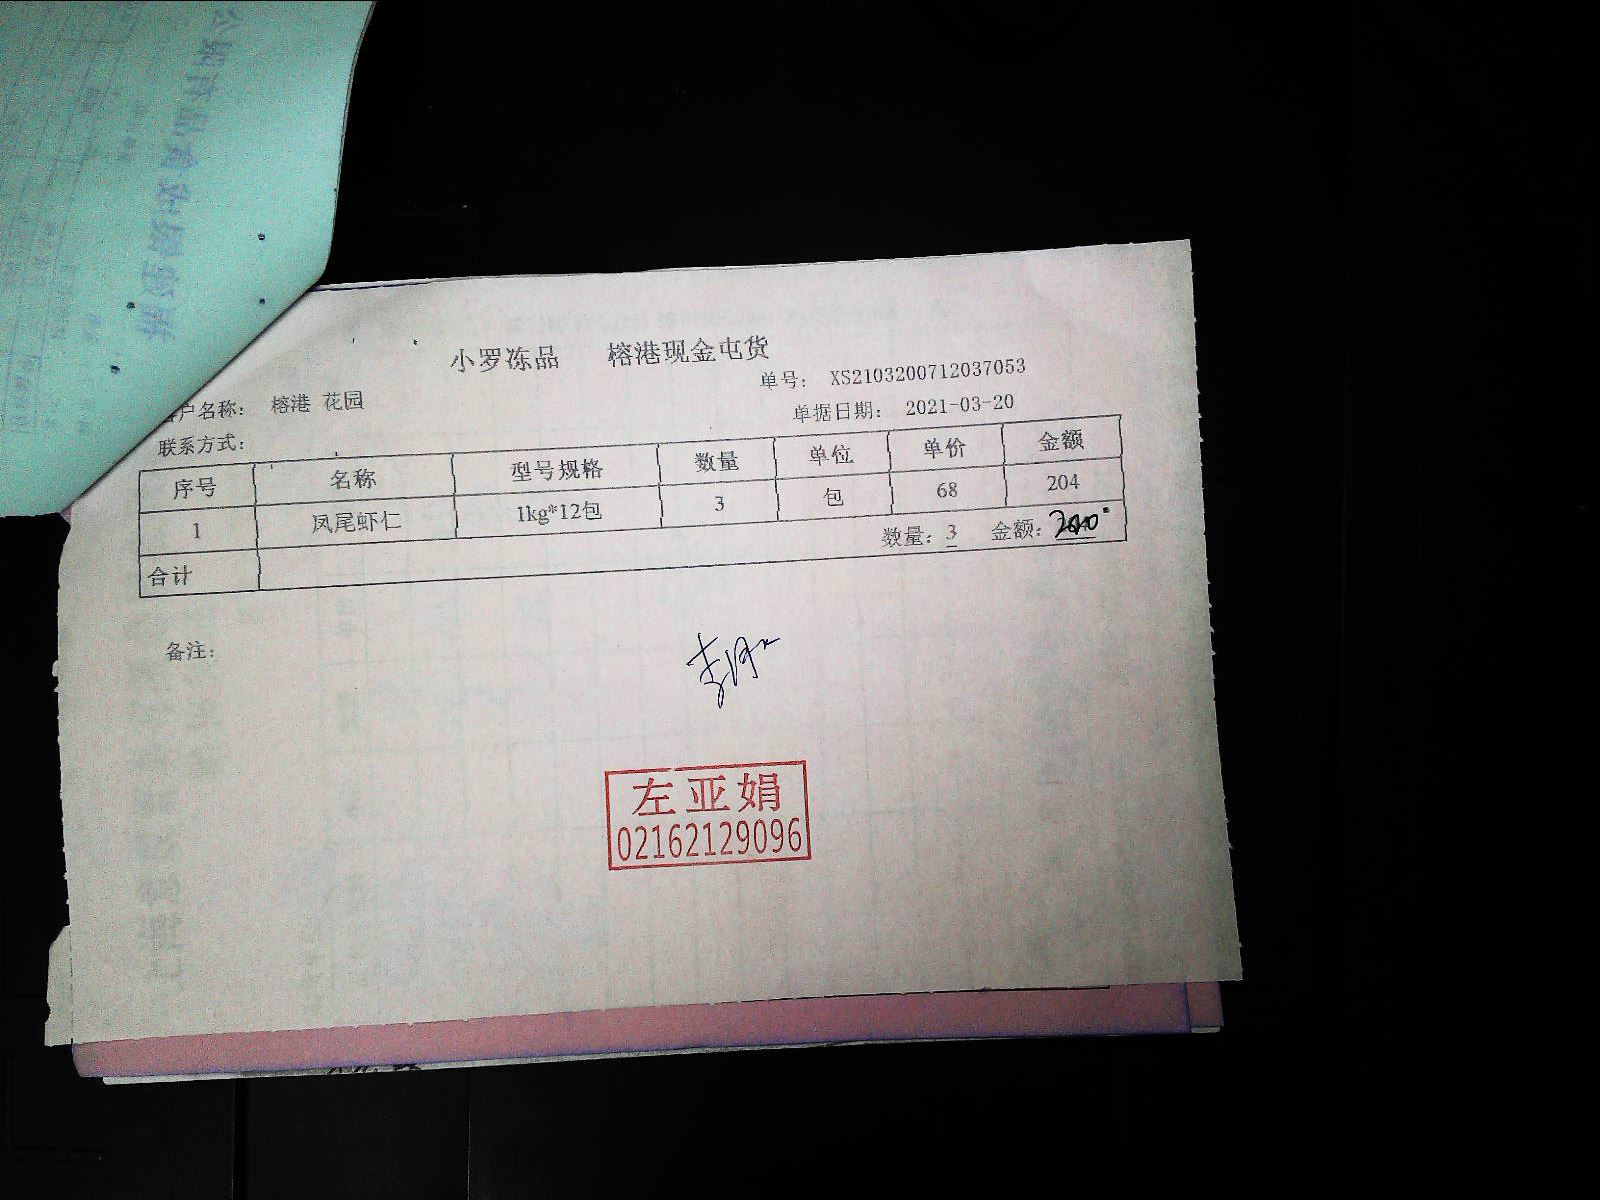 小罗冻品 榕港现金屯货
单号: XS2103200712037053
客户名称: 榕港 花园
单据日期: 2021-03-20
联系方式:
序号 名称 型号规格 数量 单位 单价 金额
1 凤尾虾仁 1kg*12包 3 包 68 204
合计 数量: 3 金额:
备注:
左亚娟
02162129096